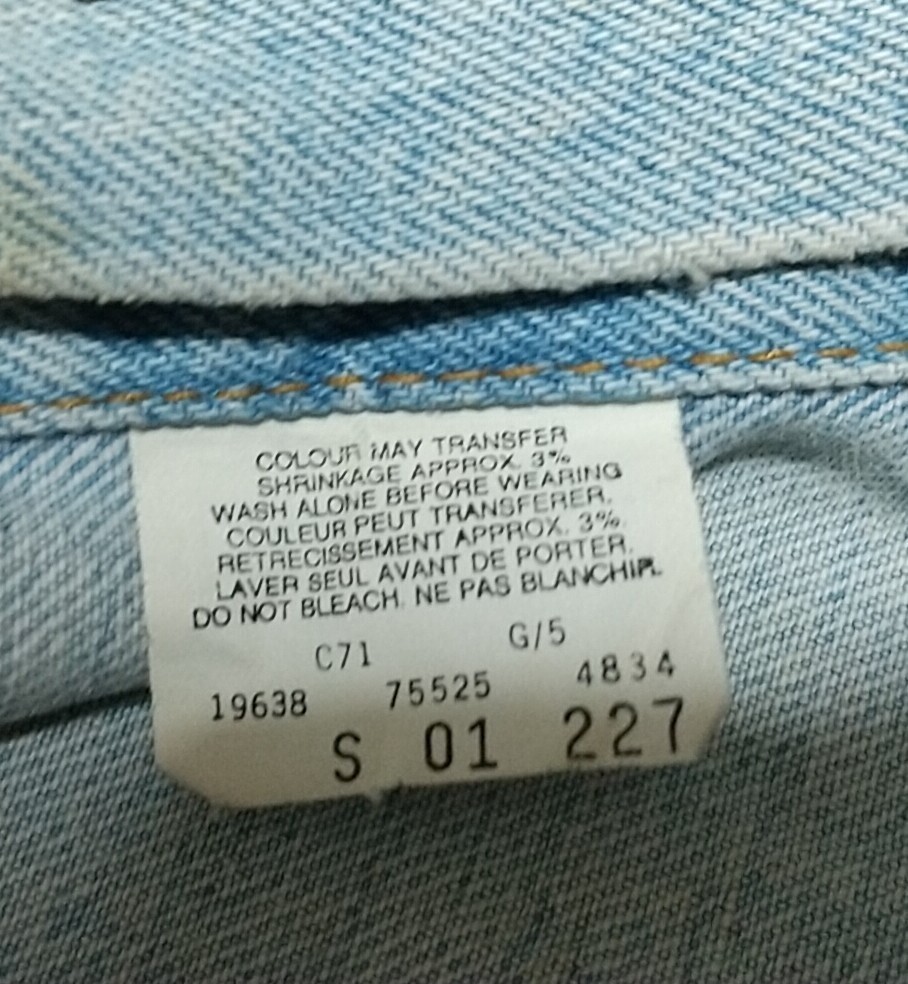 COLOUR MAY TRANSFER
SHRINKAGE APPROX. 3%
WASH ALONE BEFORE WEARING
COULEUR PEUT TRANSFERER.
RETRECISSEMENT APPROX. 3%.
LAVER SEUL AVANT DE PORTER.
DO NOT BLEACH. NE PAS BLANCHIR.
C71 G/5
19638 75525 4834
S 01 227